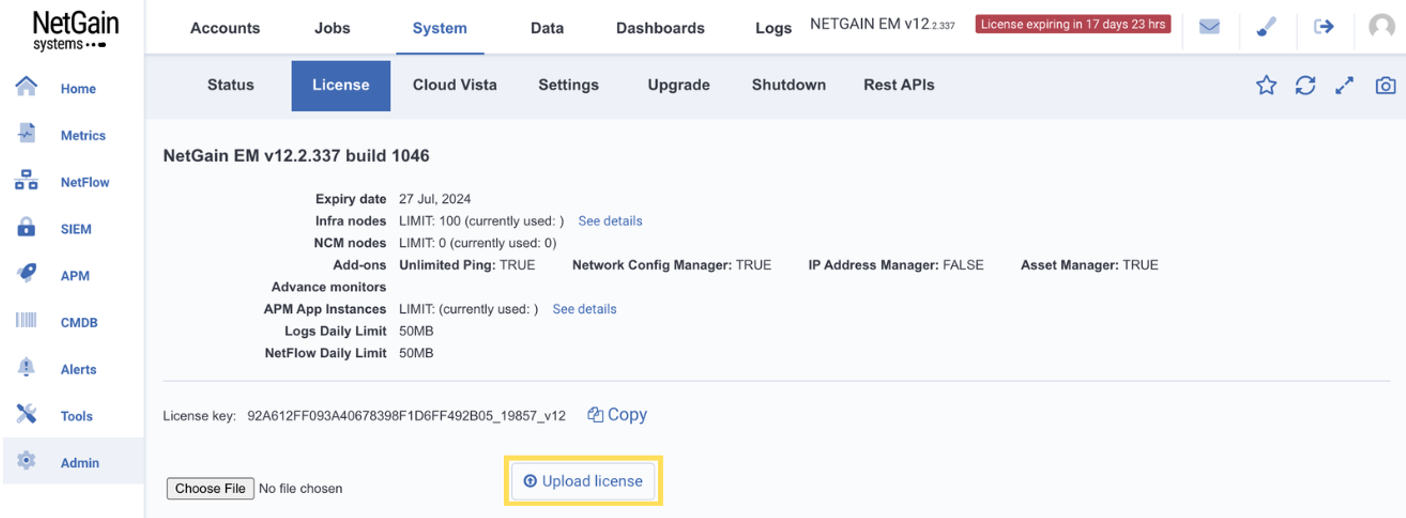 NetGain
systems
Accounts Jobs System Data Dashboards Logs NETGAIN EM v12.2.337 License expiring in 17 days 23 hrs
Status License Cloud Vista Settings Upgrade Shutdown Rest APIs
Home
Metrics
NetFlow
SIEM
APM
CMDB
Alerts
Tools
Admin
NetGain EM v12.2.337 build 1046
Expiry date 27 Jul, 2024
Infra nodes LIMIT: 100 (currently used: ) See details
NCM nodes LIMIT: 0 (currently used: 0)
Add-ons Unlimited Ping: TRUE Network Config Manager: TRUE IP Address Manager: FALSE Asset Manager: TRUE
Advance monitors
APM App Instances LIMIT: (currently used: ) See details
Logs Daily Limit 50MB
NetFlow Daily Limit 50MB
License key: 92A612FF093A40678398F1D6FF492B05_19857_v12 Copy
Choose File No file chosen Upload license